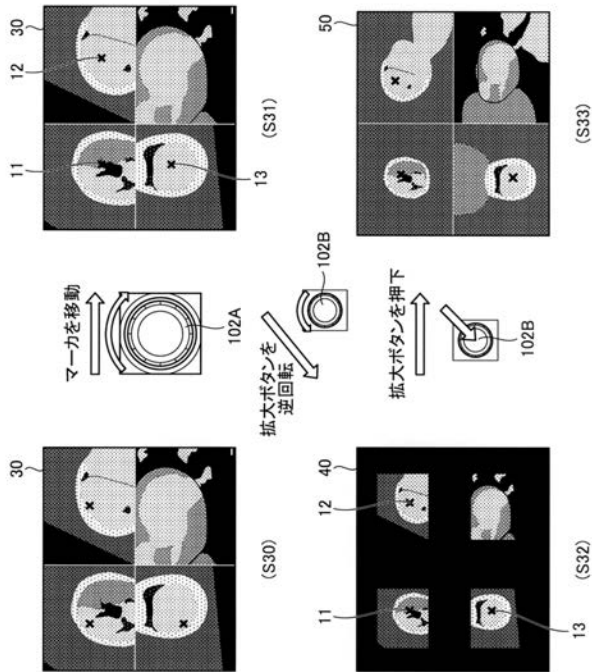 30
マーカを移動
11
12
30
102A
13
(S30)
(S31)
拡大ボタンを
逆回転
102B
11
12
40
拡大ボタンを押下
50
102B
13
(S32)
(S33)